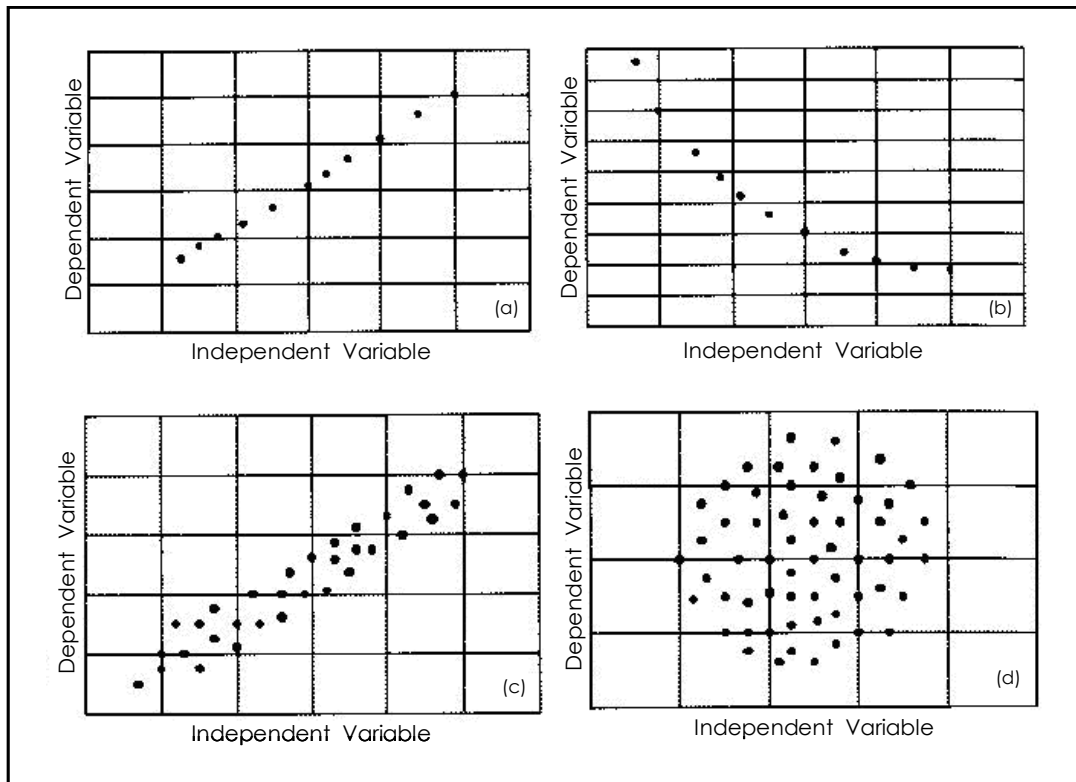 Dependent Variable
(a)
Independent Variable
Dependent Variable
(b)
Independent Variable
Dependent Variable
(c)
Independent Variable
Dependent Variable
(d)
Independent Variable